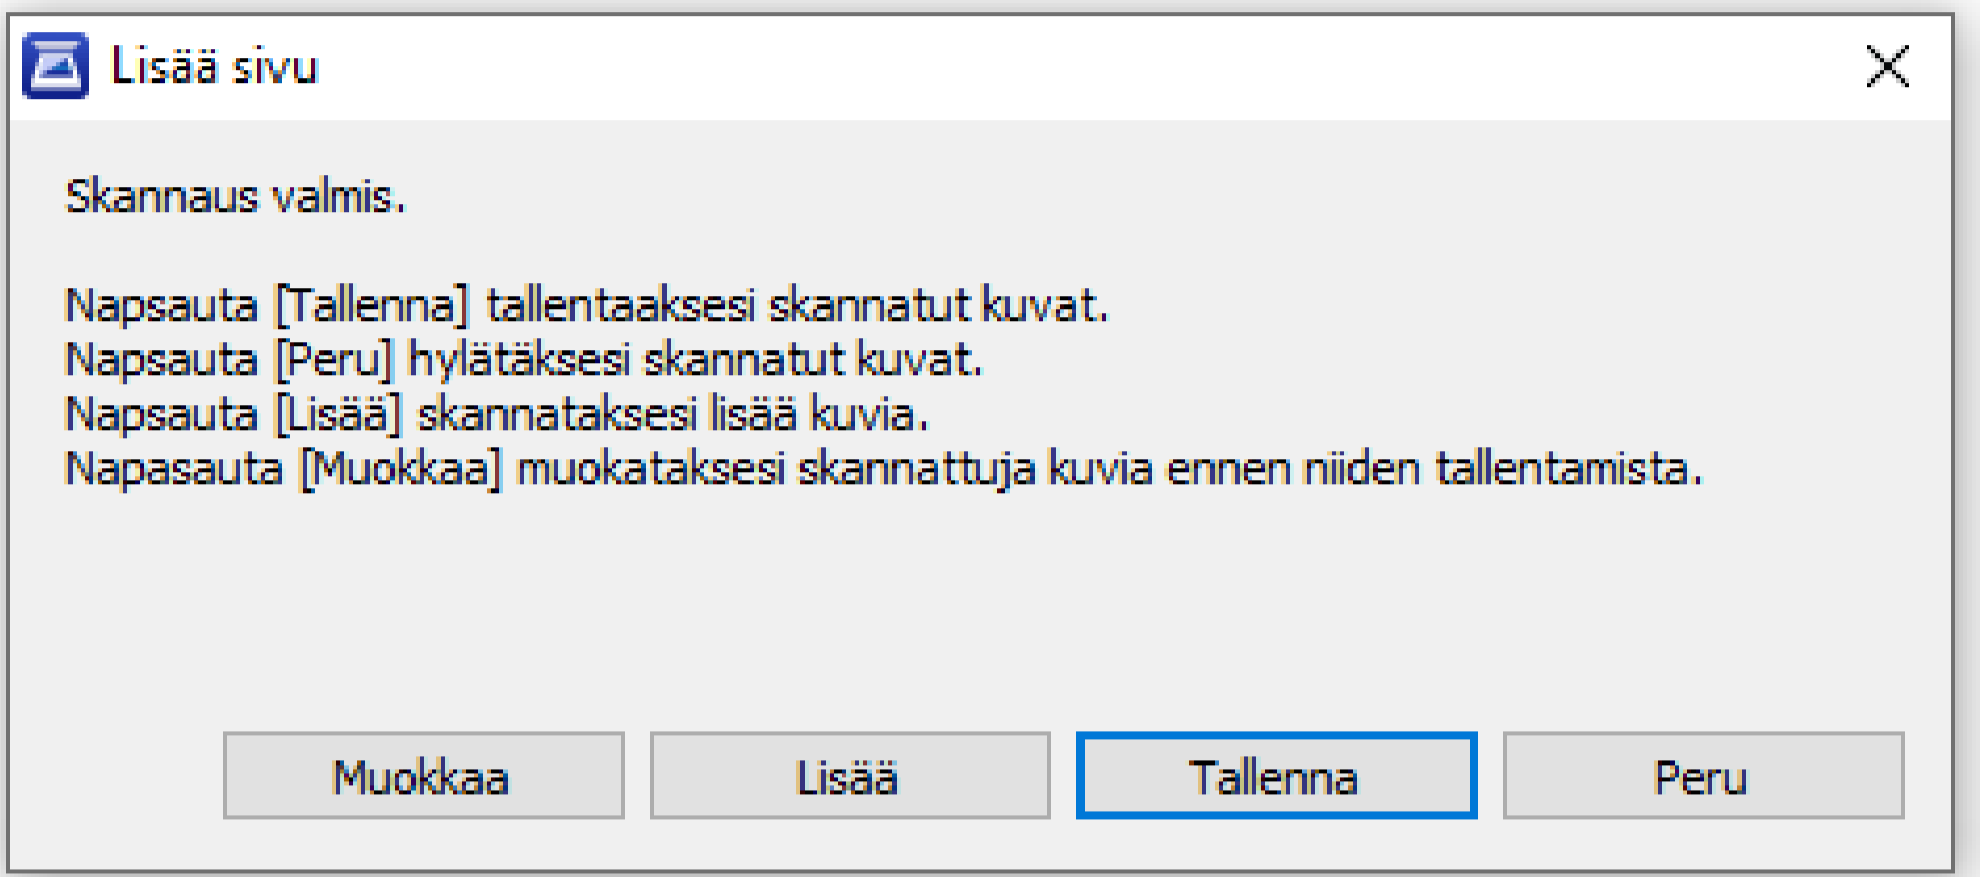 Lisää sivu
Skannaus valmis.
Napsauta [Tallenna] tallentaaksesi skannatut kuvat.
Napsauta [Peru] hylätäksesi skannatut kuvat.
Napsauta [Lisää] skannataksesi lisää kuvia.
Napasauta [Muokkaa] muokataksesi skannattuja kuvia ennen niiden tallentamista.
Muokkaa Lisää Tallenna Peru